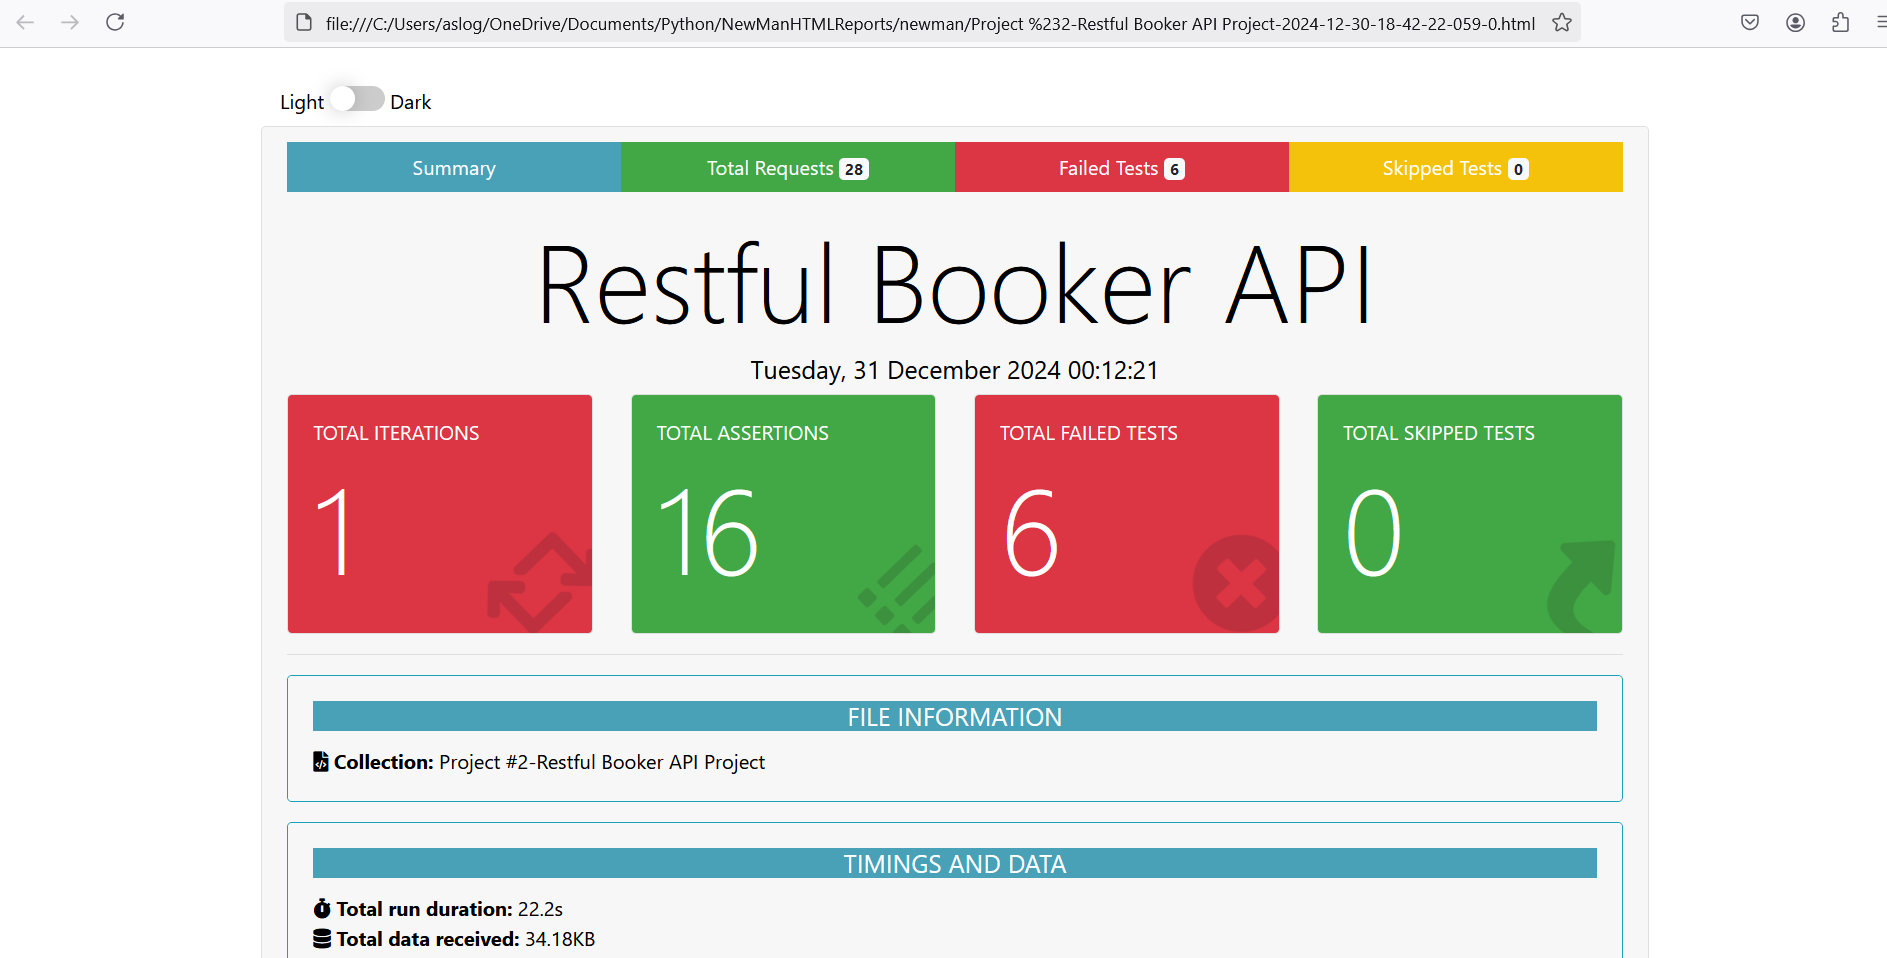 file:///C:/Users/aslog/OneDrive/Documents/Python/NewManHTMLReports/newman/Project %232-Restful Booker API Project-2024-12-30-18-42-22-059-0.html
Light Dark
Summary Total Requests 28 Failed Tests 6 Skipped Tests 0
Restful Booker API
Tuesday, 31 December 2024 00:12:21
TOTAL ITERATIONS TOTAL ASSERTIONS TOTAL FAILED TESTS TOTAL SKIPPED TESTS
1 16 6 0
FILE INFORMATION
Collection: Project #2-Restful Booker API Project
TIMINGS AND DATA
Total run duration: 22.2s
Total data received: 34.18KB